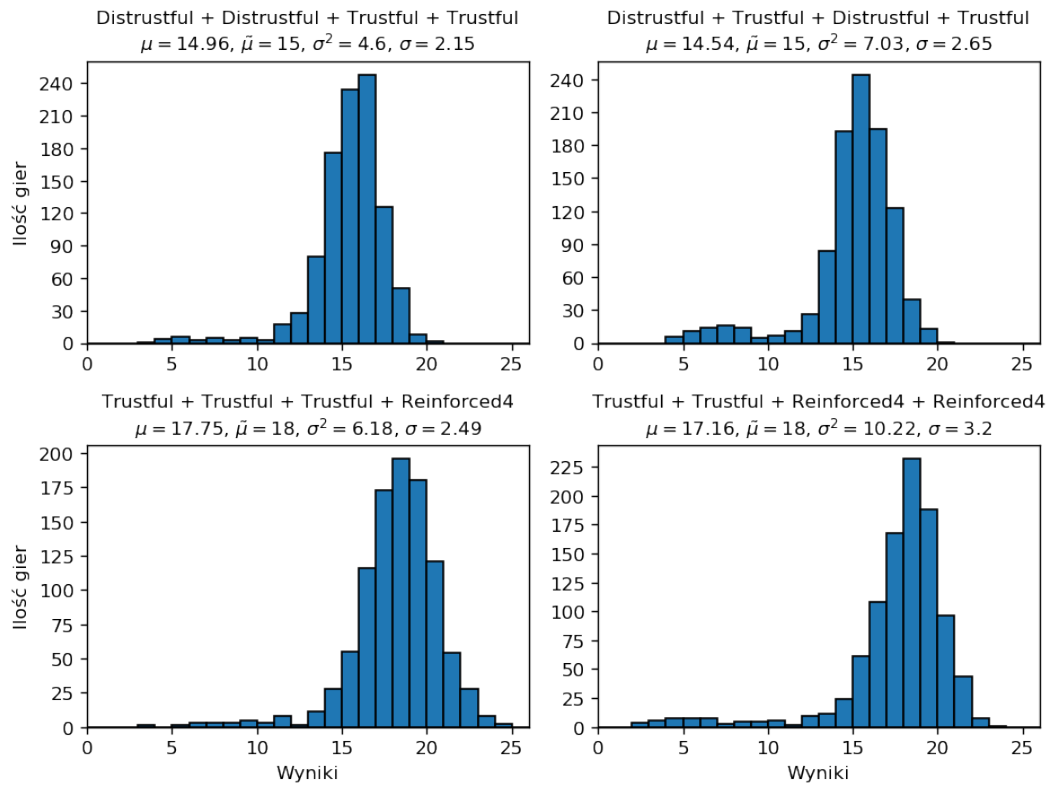 Distrustful + Distrustful + Trustful + Trustful
μ = 14.96, μ̃ = 15, σ² = 4.6, σ = 2.15
240
210
180
150
120
90
60
30
0
Ilość gier
0 5 10 15 20 25
Distrustful + Trustful + Distrustful + Trustful
μ = 14.54, μ̃ = 15, σ² = 7.03, σ = 2.65
240
210
180
150
120
90
60
30
0
0 5 10 15 20 25
Trustful + Trustful + Trustful + Reinforced4
μ = 17.75, μ̃ = 18, σ² = 6.18, σ = 2.49
200
175
150
125
100
75
50
25
0
Ilość gier
0 5 10 15 20 25
Wyniki
Trustful + Trustful + Reinforced4 + Reinforced4
μ = 17.16, μ̃ = 18, σ² = 10.22, σ = 3.2
225
200
175
150
125
100
75
50
25
0
0 5 10 15 20 25
Wyniki